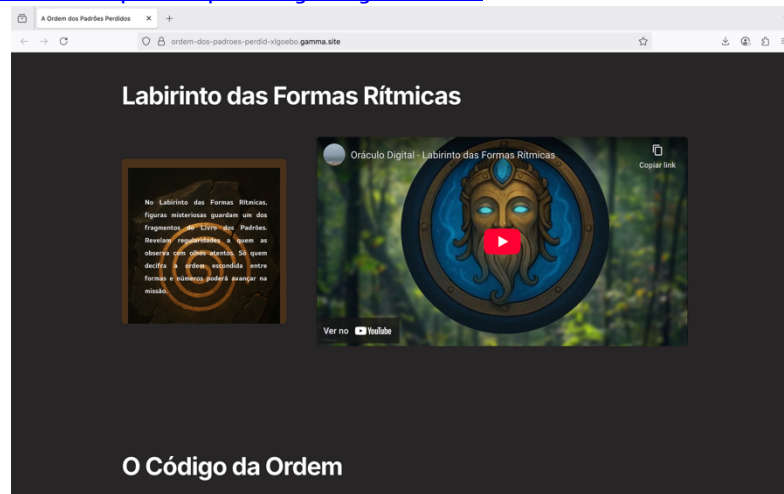 A Ordem dos Padrões Perdidos
ordem-dos-padroes-perdid-xlgoebo.gamma.site
Labirinto das Formas Rítmicas
No Labirinto das Formas Rítmicas,
figuras misteriosas guardam um dos
fragmentos do Livro dos Padrões.
Revelam regularidades a quem as
observa com olhos atentos. Só quem
decifra a ordem escondida entre
formas e números poderá avançar na
missão.
Oráculo Digital - Labirinto das Formas Rítmicas
Copiar link
Ver no YouTube
O Código da Ordem